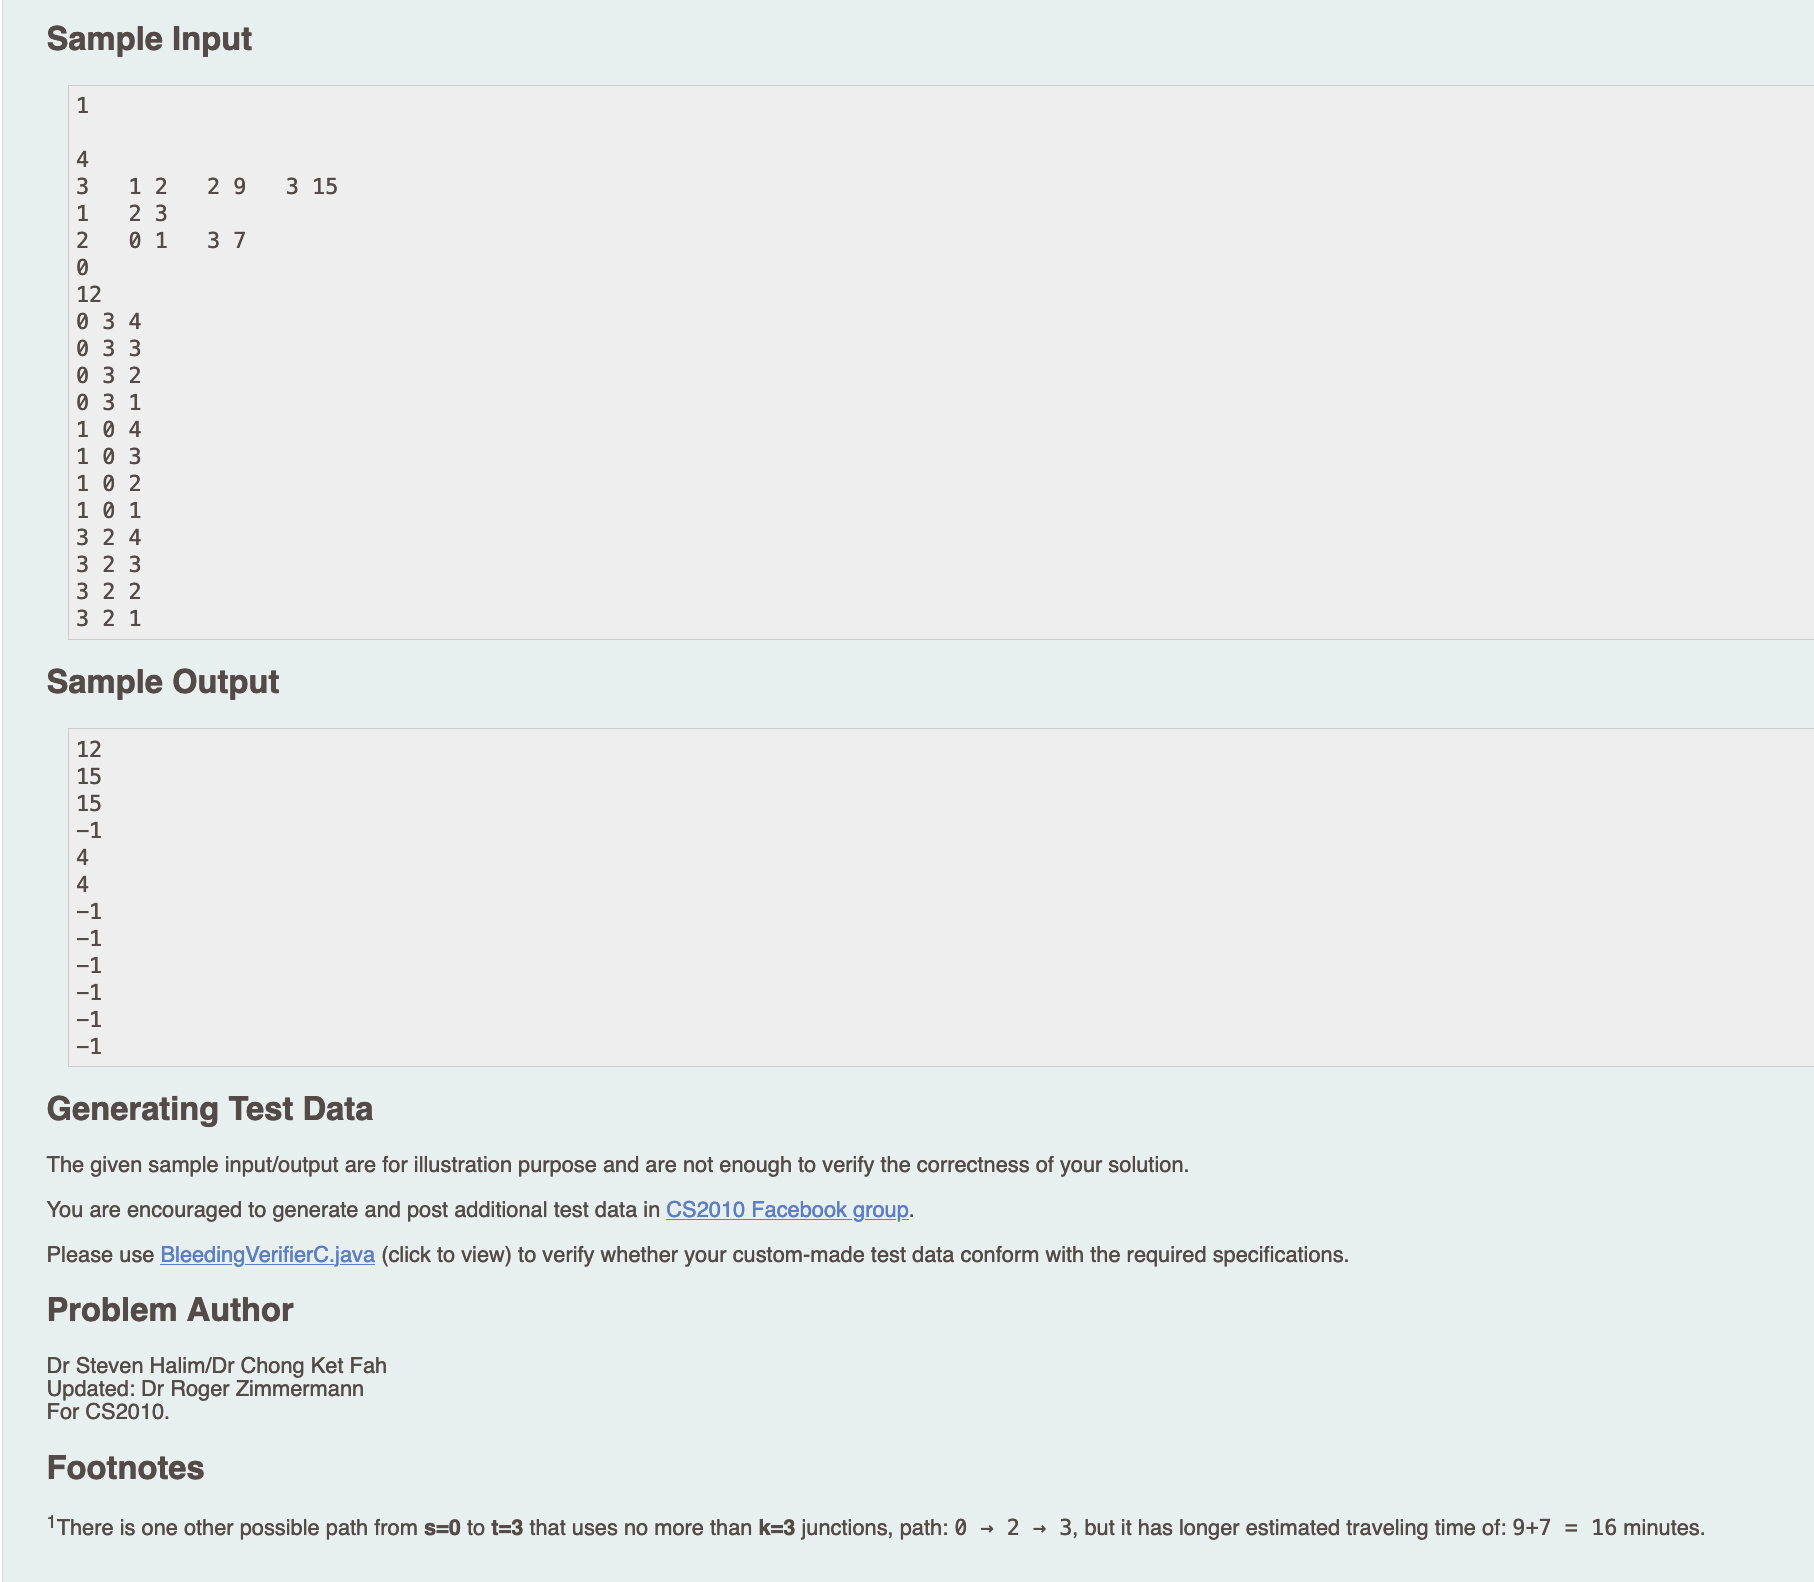 Sample Input
1
4
3   1 2   2 9   3 15
1   2 3
2   0 1   3 7
0
12
0 3 4
0 3 3
0 3 2
0 3 1
1 0 4
1 0 3
1 0 2
1 0 1
3 2 4
3 2 3
3 2 2
3 2 1
Sample Output
12
15
15
-1
4
4
-1
-1
-1
-1
-1
-1
Generating Test Data
The given sample input/output are for illustration purpose and are not enough to verify the correctness of your solution.
You are encouraged to generate and post additional test data in CS2010 Facebook group.
Please use BleedingVerifierC.java (click to view) to verify whether your custom-made test data conform with the required specifications.
Problem Author
Dr Steven Halim/Dr Chong Ket Fah
Updated: Dr Roger Zimmermann
For CS2010.
Footnotes
1There is one other possible path from s=0 to t=3 that uses no more than k=3 junctions, path: 0 → 2 → 3, but it has longer estimated traveling time of: 9+7 = 16 minutes.